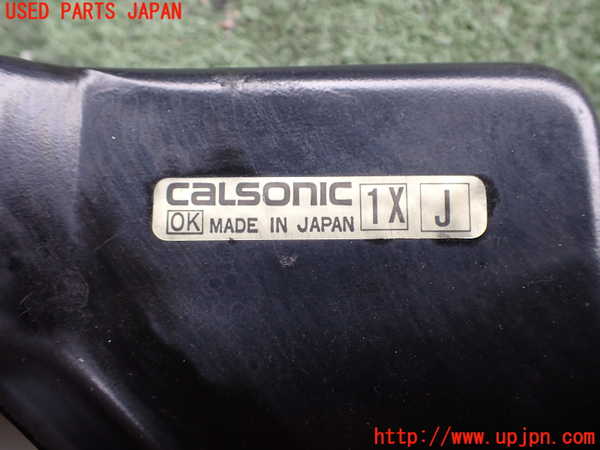 USED PARTS JAPAN
calsonic
OK MADE IN JAPAN 1X J
http://www.upjpn.com/